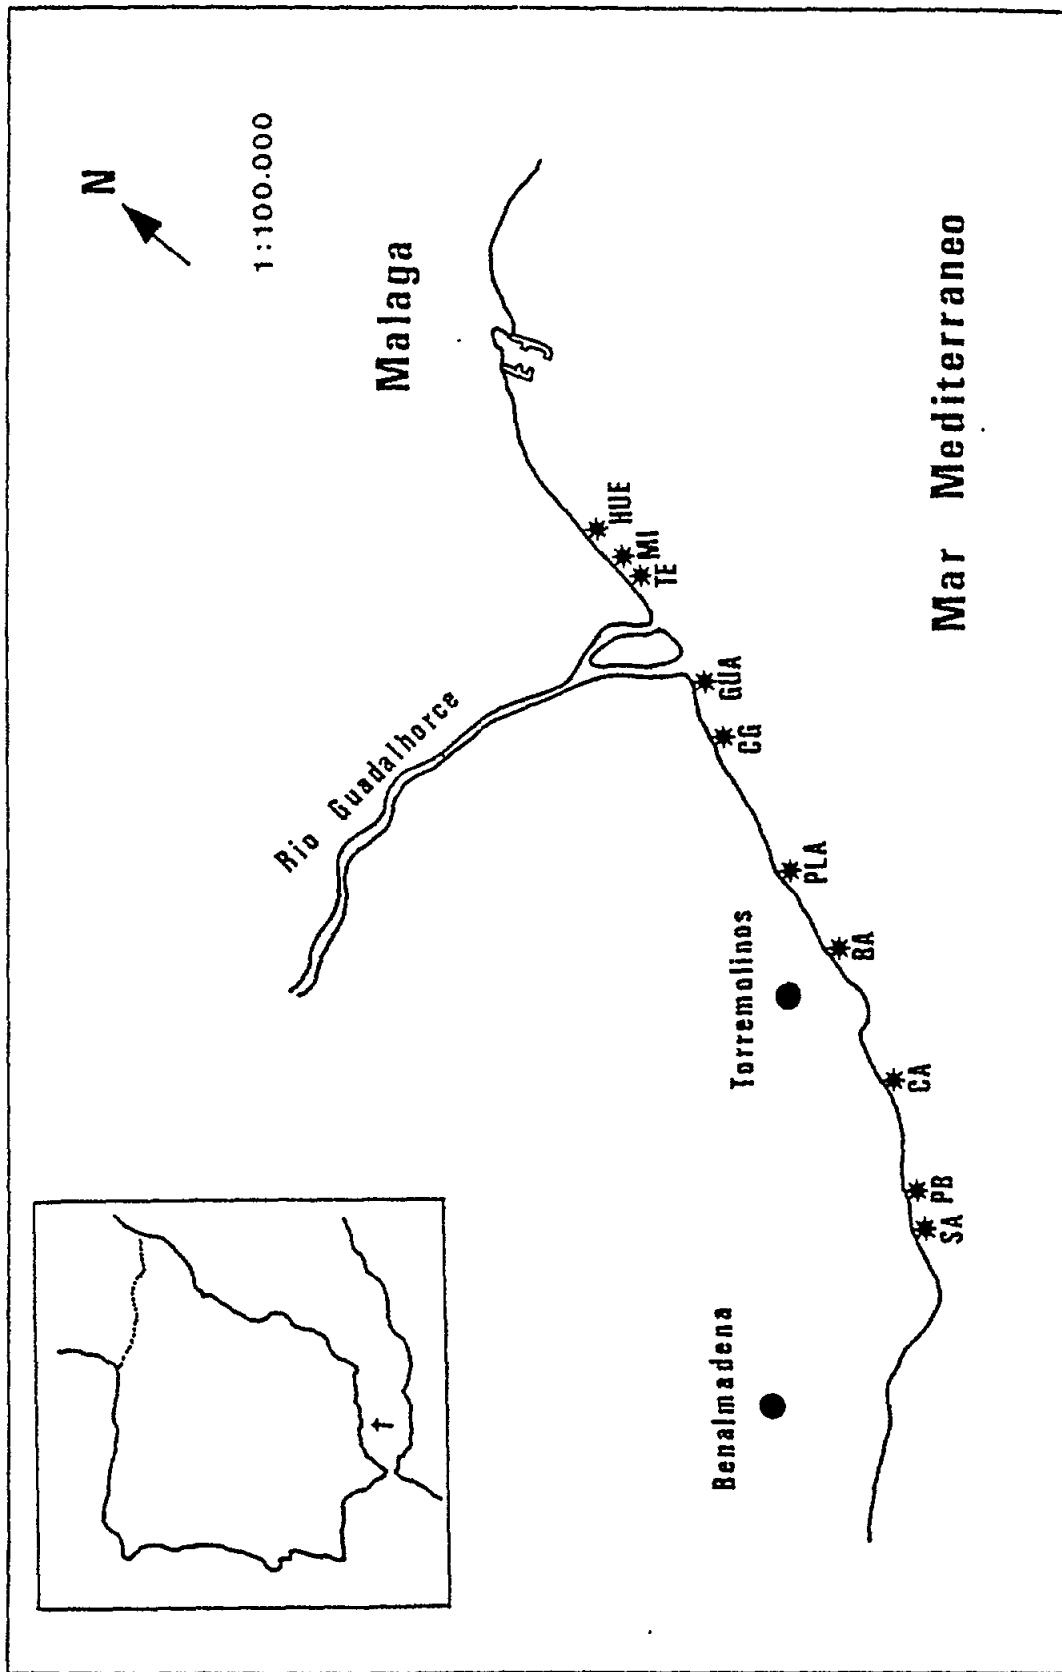 N
1:100.000
Malaga
HUE
MI
TE
Rio Guadalhorce
GUA
CG
PLA
BA
Torremolinos
CA
PB
SA
Benalmadena
Mar Mediterraneo